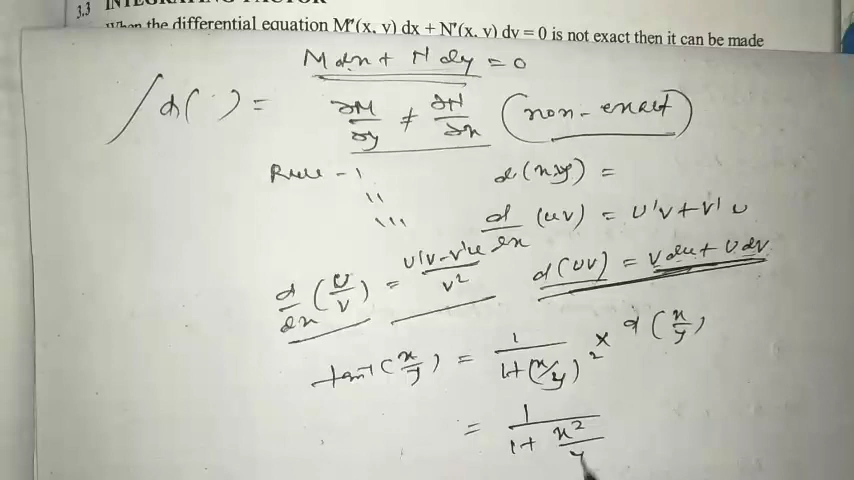 3.3 INTEGRATING FACTOR
When the differential equation M'(x, y) dx + N'(x, y) dy = 0 is not exact then it can be made
M dx + N dy = 0
∫ d( ) = ∂M/∂y ≠ ∂N/∂x (non-exact)
Rule - 1 d(xy) =
11
111 d/dx (uv) = U'V + V' U
d/dx (U/V) = U'V - V'U / V² d(UV) = V du + U dV
tan⁻¹(x/y) = 1/1+(x/y)² × d(x/y)
= 1/1+ x²/y